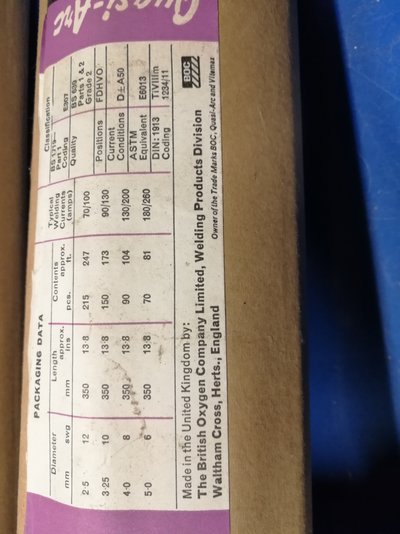 Quasi-Arc
PACKAGING DATA
Diameter Length Contents Typical Welding Currents (amps) Classification
mm swg mm approx. ins pcs. approx. ft.
2·5 12 350 13·8 215 247 70/100
3·25 10 350 13·8 150 173 90/130
4·0 8 350 13·8 90 104 130/200
5·0 6 350 13·8 70 81 180/260
BS 1719— Part 1 Coding E307
Quality BS 639 Parts 1 & 2 Grade 2
Positions FDHVO
Current Conditions D±A50
ASTM Equivalent E6013
DIN: 1913 Coding TiVIIIm 1234/11
Made in the United Kingdom by:
The British Oxygen Company Limited, Welding Products Division
Waltham Cross, Herts., England
BOC
Owner of the Trade Marks BOC, Quasi-Arc and Vitemax